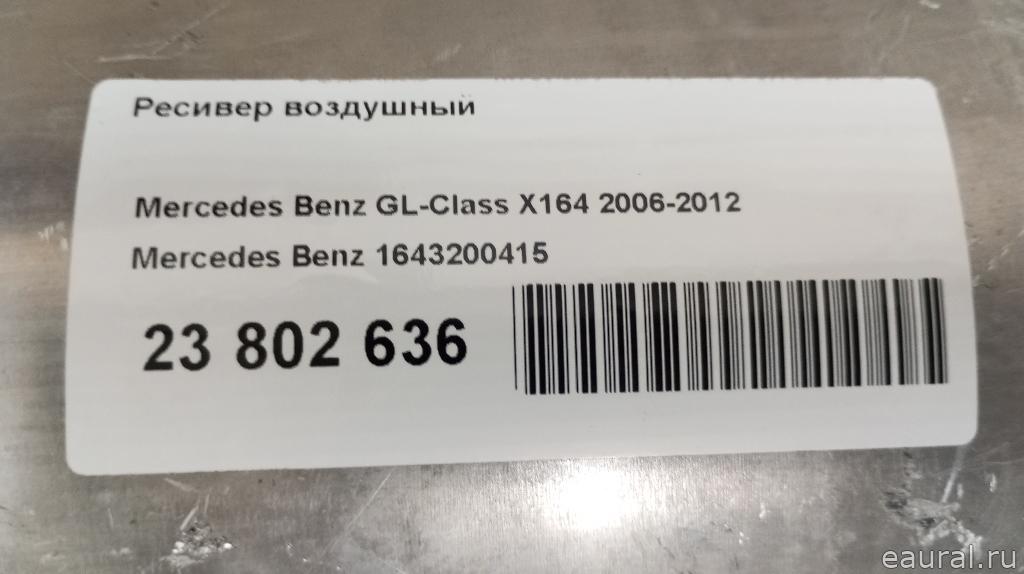 Ресивер воздушный
Mercedes Benz GL-Class X164 2006-2012
Mercedes Benz 1643200415
23 802 636
eaural.ru